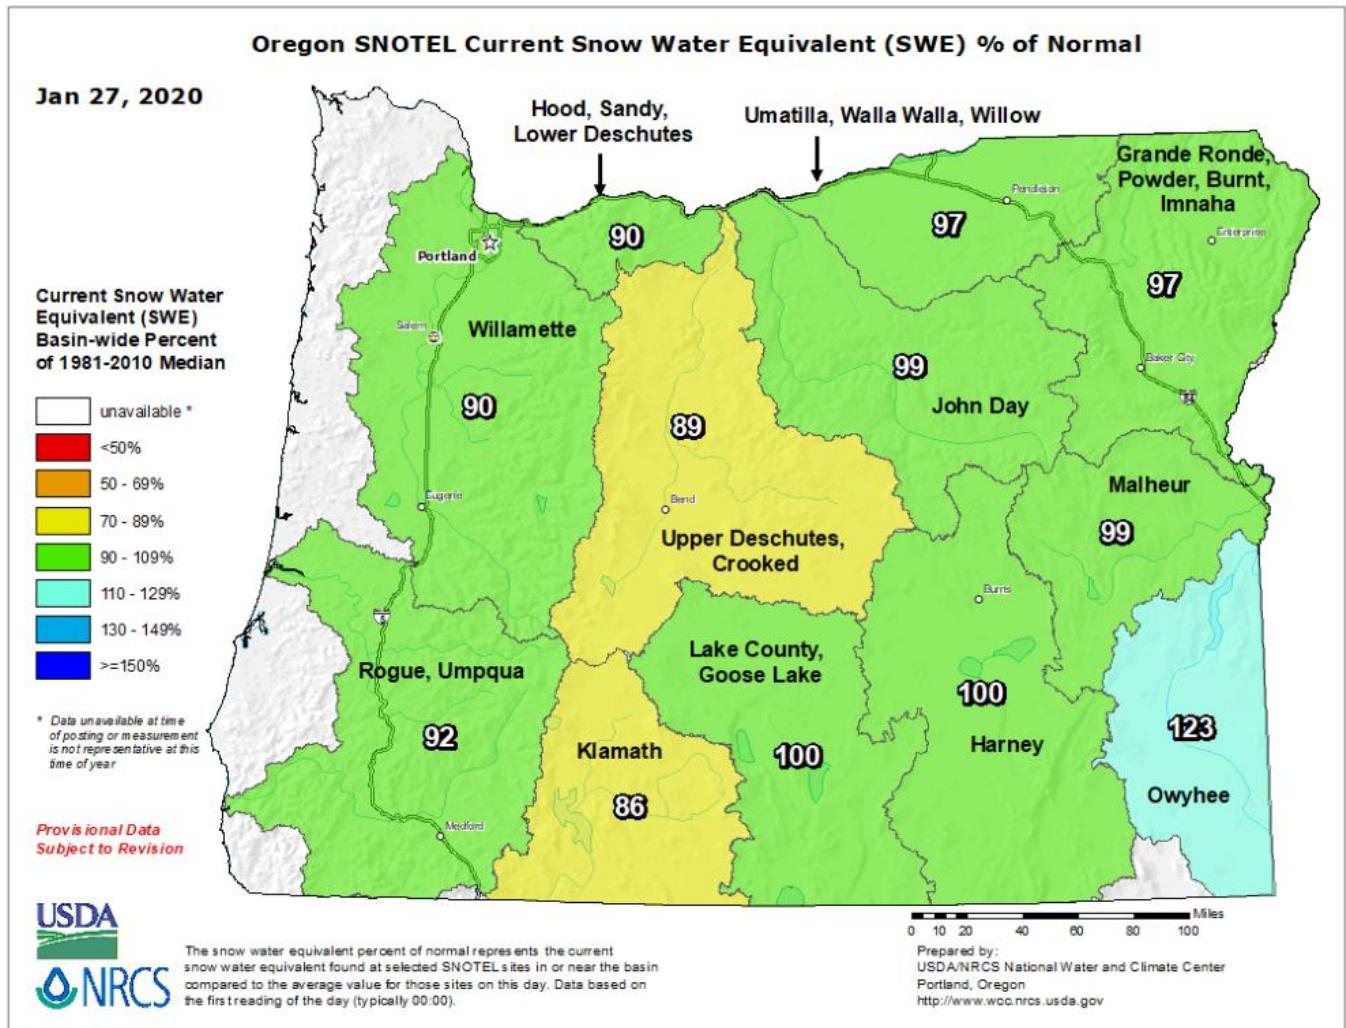 Oregon SNOTEL Current Snow Water Equivalent (SWE) % of Normal
Jan 27, 2020
Hood, Sandy,
Lower Deschutes
Umatilla, Walla Walla, Willow
Grande Ronde,
Powder, Burnt,
Imnaha
Pendleton
Enterprise
90
97
97
Portland
Current Snow Water
Equivalent (SWE)
Basin-wide Percent
of 1981-2010 Median
unavailable *
<50%
50 - 69%
70 - 89%
90 - 109%
110 - 129%
130 - 149%
>=150%
* Data unavailable at time
of posting or measurement
is not representative at this
time of year
Provisional Data
Subject to Revision
Salem
Willamette
90
Eugene
89
Bend
Upper Deschutes,
Crooked
99
John Day
Baker City
84
Malheur
99
Burns
5
Rogue, Umpqua
92
Medford
Klamath
86
Lake County,
Goose Lake
100
100
Harney
123
Owyhee
USDA
NRCS
The snow water equivalent percent of normal represents the current
snow water equivalent found at selected SNOTEL sites in or near the basin
compared to the average value for those sites on this day. Data based on
the first reading of the day (typically 00:00).
Miles
0 10 20 40 60 80 100
Prepared by:
USDA/NRCS National Water and Climate Center
Portland, Oregon
http://www.wcc.nrcs.usda.gov